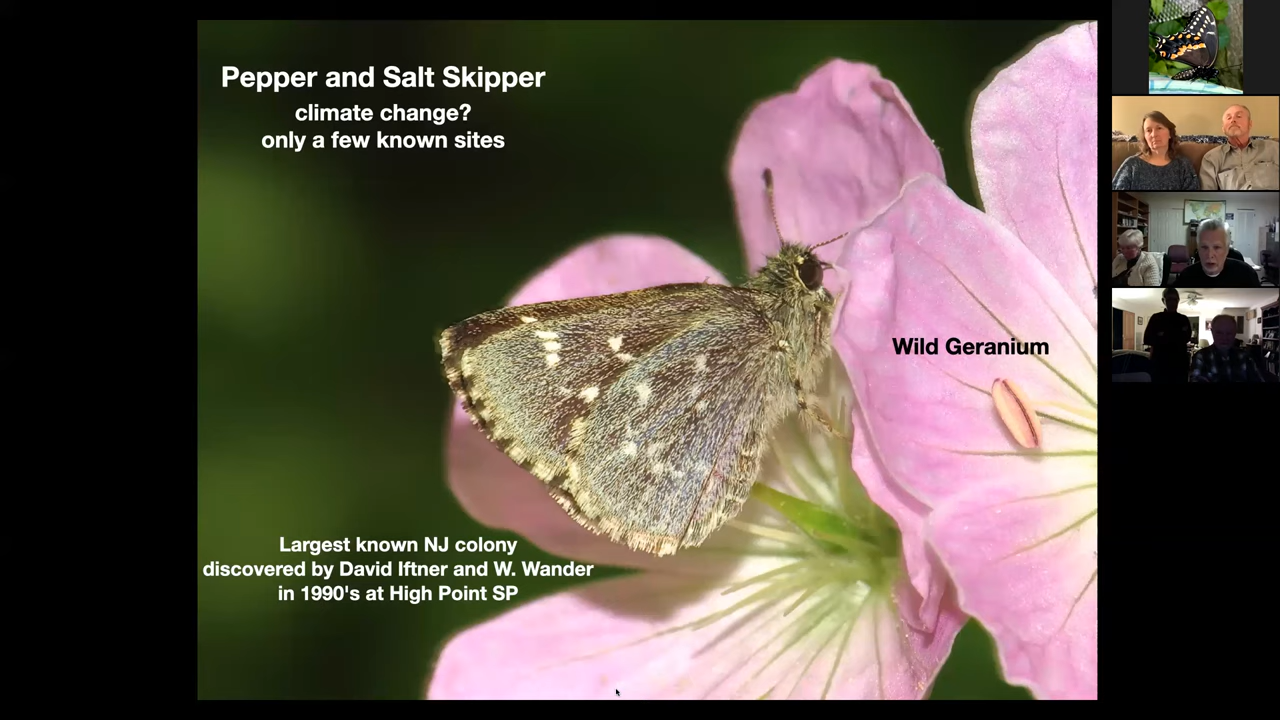 Pepper and Salt Skipper
climate change?
only a few known sites
Wild Geranium
Largest known NJ colony
discovered by David Iftner and W. Wander
in 1990's at High Point SP